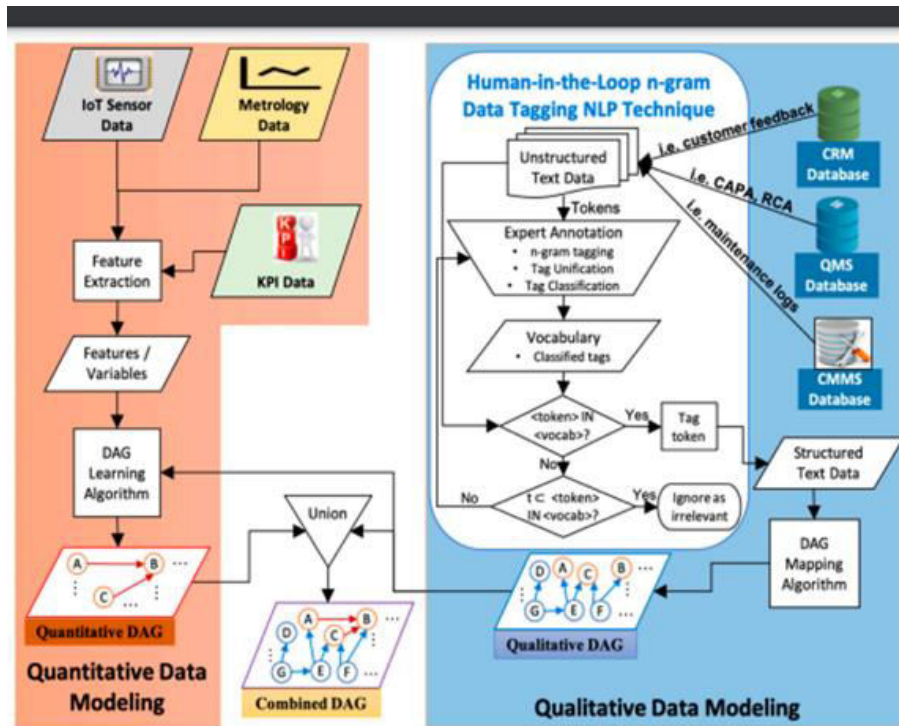 IoT Sensor
Data
Metrology
Data
KPI
KPI Data
Feature
Extraction
Features /
Variables
DAG
Learning
Algorithm
A
B
...
C
...
...
Quantitative DAG
Quantitative Data
Modeling
Union
D
A
B
...
C
G
E
F
...
Combined DAG
Human-in-the-Loop n-gram
Data Tagging NLP Technique
Unstructured
Text Data
Tokens
Expert Annotation
• n-gram tagging
• Tag Unification
• Tag Classification
Vocabulary
• Classified tags
<token> IN
<vocab>?
Yes
Tag
token
No
t ⊂ <token>
IN <vocab>?
No
Yes
Ignore as
irrelevant
i.e. customer feedback
i.e. CAPA, RCA
i.e. maintenance logs
CRM
Database
QMS
Database
CMMS
Database
Structured
Text Data
DAG
Mapping
Algorithm
D
A
C
B
...
G
E
F
...
Qualitative DAG
Qualitative Data Modeling